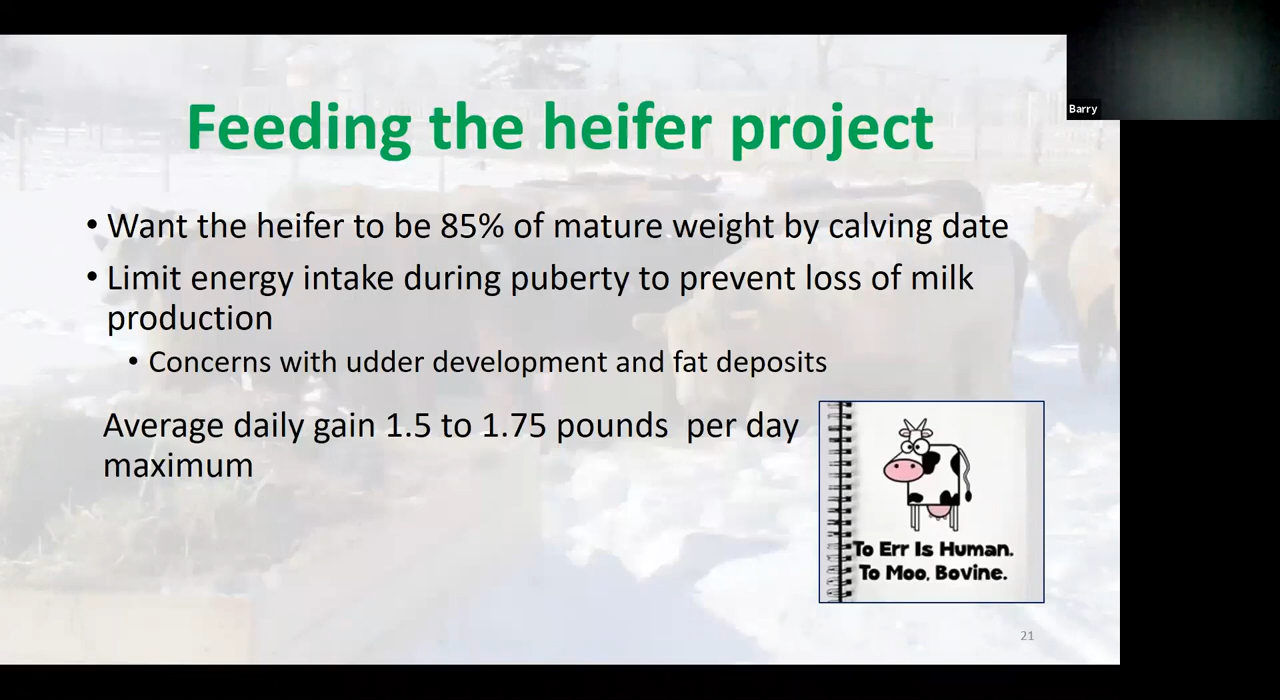 Barry
Feeding the heifer project
• Want the heifer to be 85% of mature weight by calving date
• Limit energy intake during puberty to prevent loss of milk
production
• Concerns with udder development and fat deposits
Average daily gain 1.5 to 1.75 pounds  per day
maximum
To Err Is Human.
To Moo, Bovine.
21